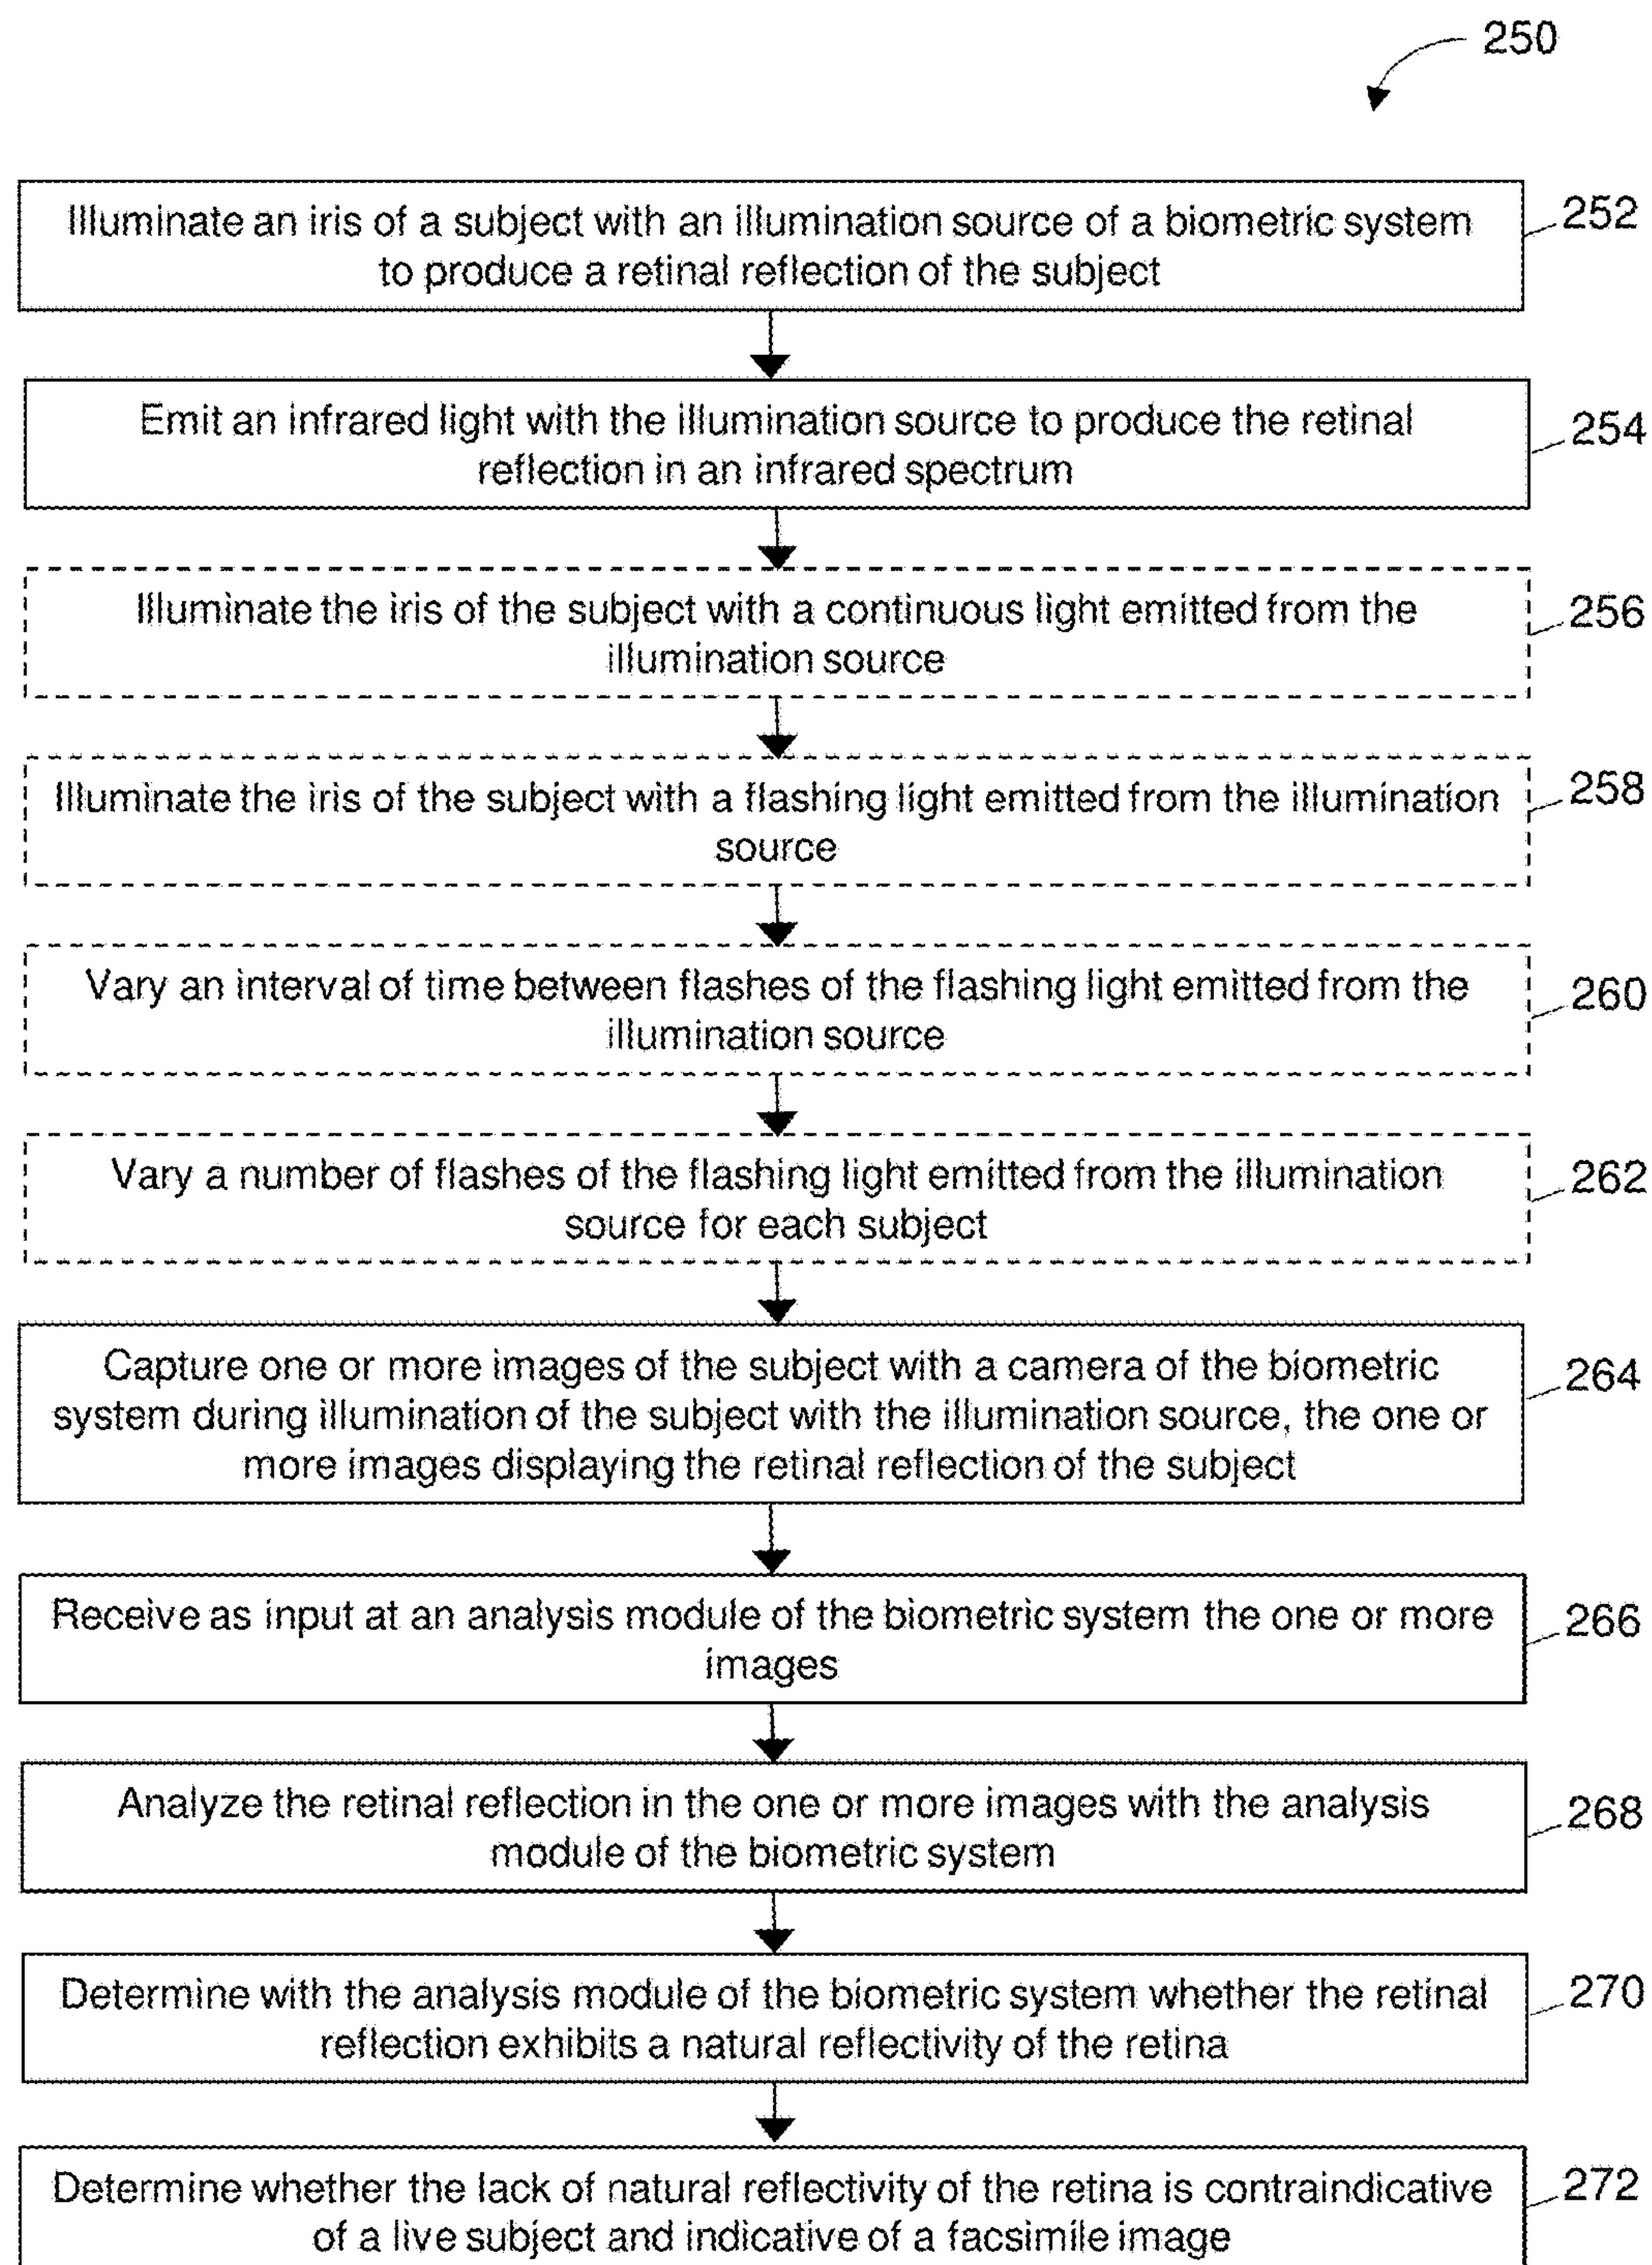 250
Illuminate an iris of a subject with an illumination source of a biometric system
to produce a retinal reflection of the subject
252
Emit an infrared light with the illumination source to produce the retinal
reflection in an infrared spectrum
254
Illuminate the iris of the subject with a continuous light emitted from the
illumination source
256
Illuminate the iris of the subject with a flashing light emitted from the illumination
source
258
Vary an interval of time between flashes of the flashing light emitted from the
illumination source
260
Vary a number of flashes of the flashing light emitted from the illumination
source for each subject
262
Capture one or more images of the subject with a camera of the biometric
system during illumination of the subject with the illumination source, the one or
more images displaying the retinal reflection of the subject
264
Receive as input at an analysis module of the biometric system the one or more
images
266
Analyze the retinal reflection in the one or more images with the analysis
module of the biometric system
268
Determine with the analysis module of the biometric system whether the retinal
reflection exhibits a natural reflectivity of the retina
270
Determine whether the lack of natural reflectivity of the retina is contraindicative
of a live subject and indicative of a facsimile image
272